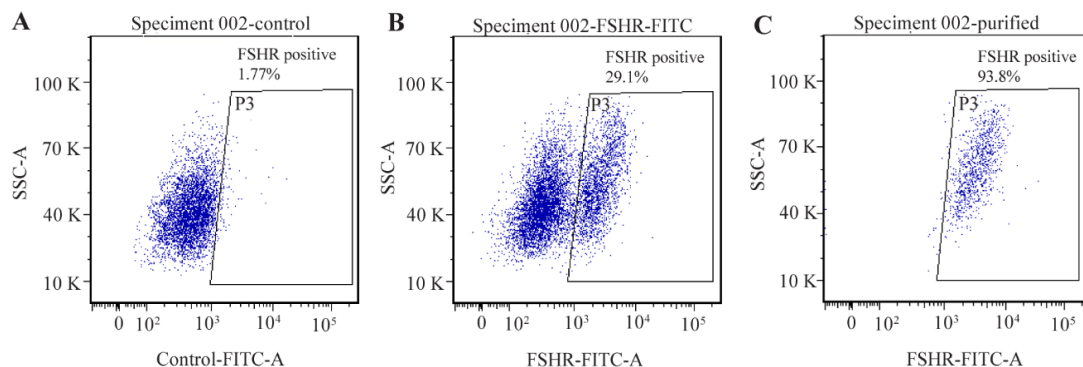 A
Speciment 002-control
FSHR positive
1.77%
P3
100 K
70 K
40 K
10 K
SSC-A
0 10² 10³ 10⁴ 10⁵
Control-FITC-A
B
Speciment 002-FSHR-FITC
FSHR positive
29.1%
P3
100 K
70 K
40 K
10 K
SSC-A
0 10² 10³ 10⁴ 10⁵
FSHR-FITC-A
C
Speciment 002-purified
FSHR positive
93.8%
P3
100 K
70 K
40 K
10 K
SSC-A
0 10² 10³ 10⁴ 10⁵
FSHR-FITC-A